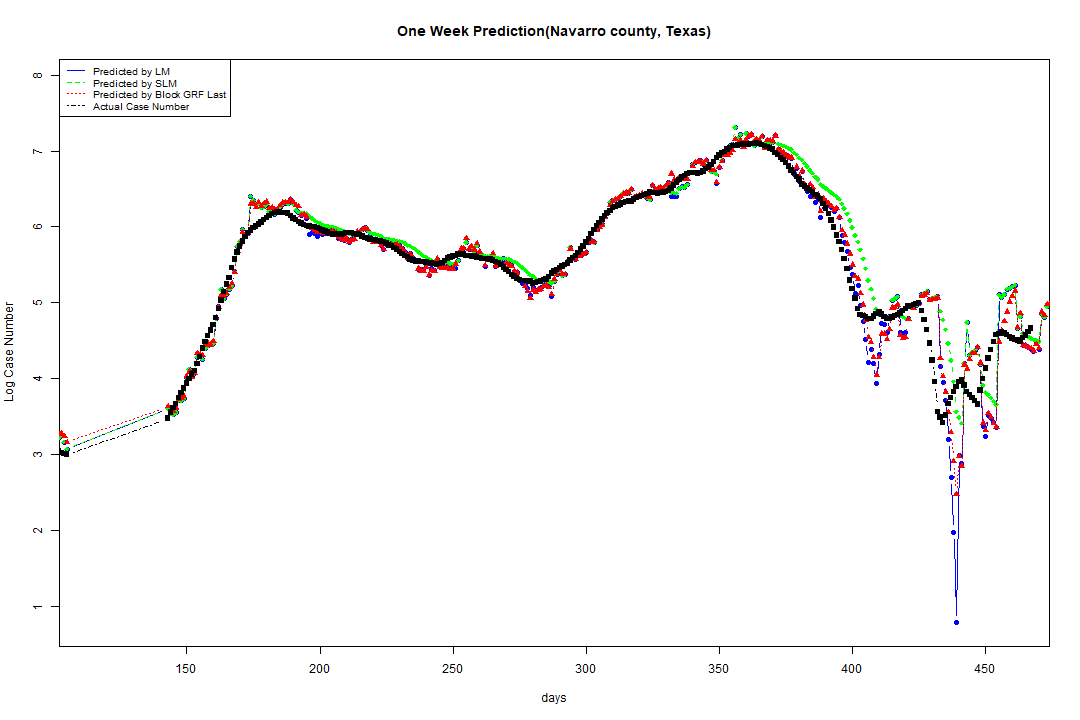 One Week Prediction(Navarro county, Texas)
Predicted by LM
Predicted by SLM
Predicted by Block GRF Last
Actual Case Number
8
7
6
5
4
3
2
1
Log Case Number
150 200 250 300 350 400 450
days